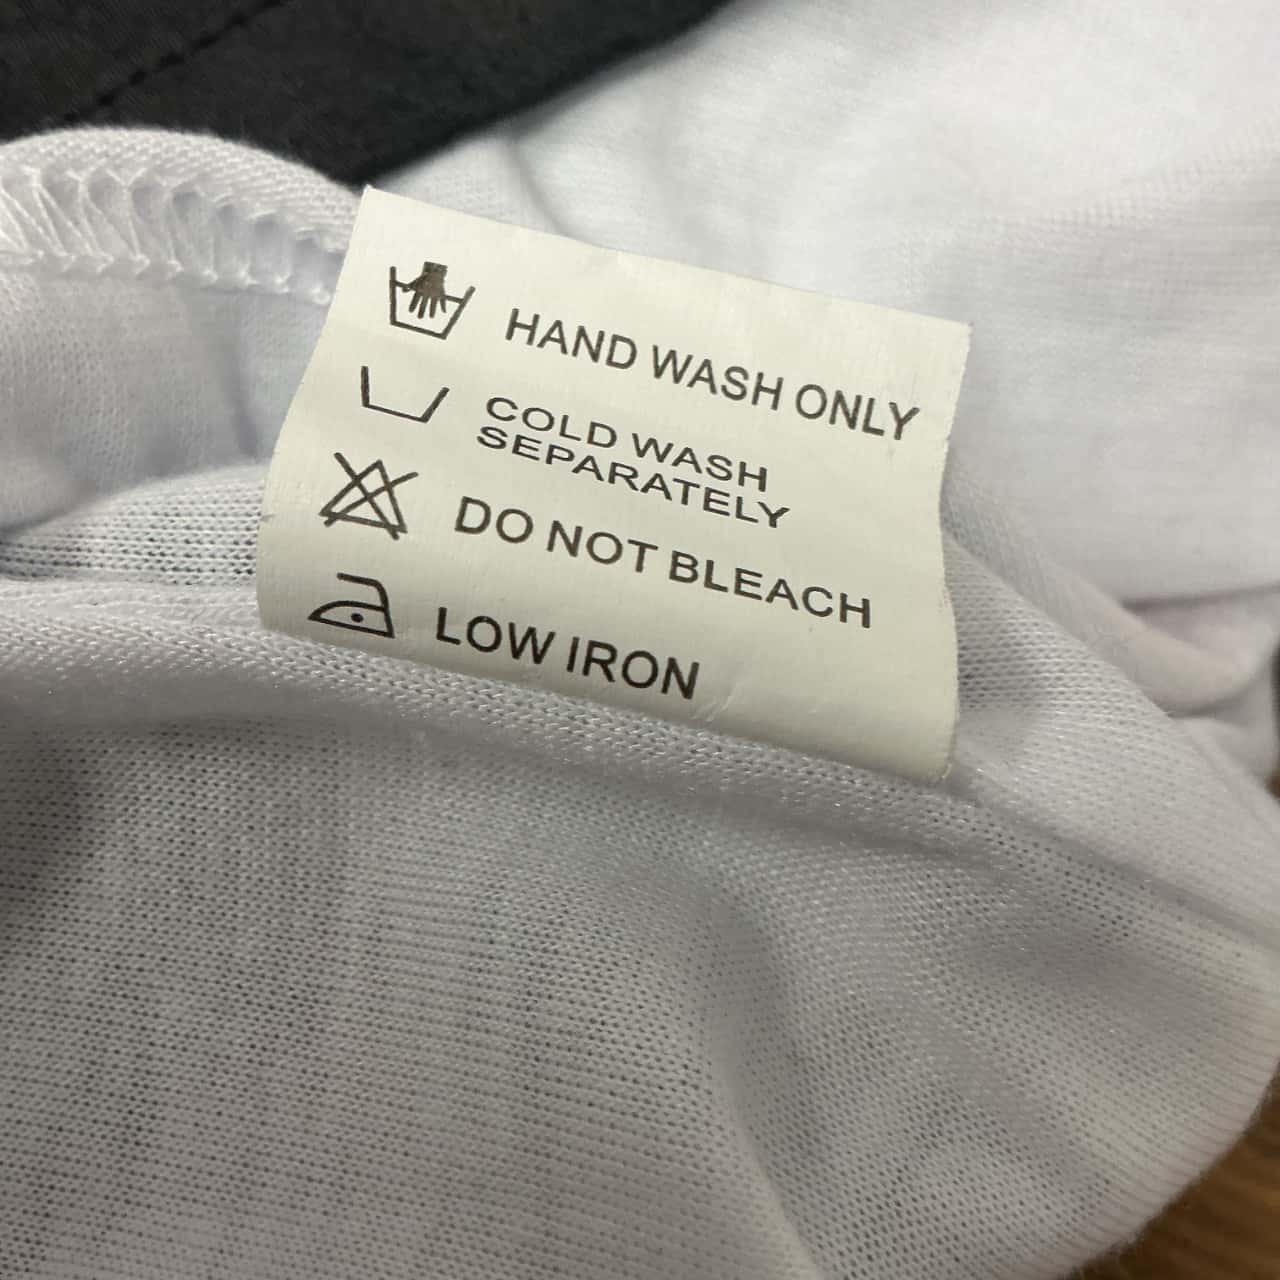 HAND WASH ONLY
COLD WASH
SEPARATELY
DO NOT BLEACH
LOW IRON